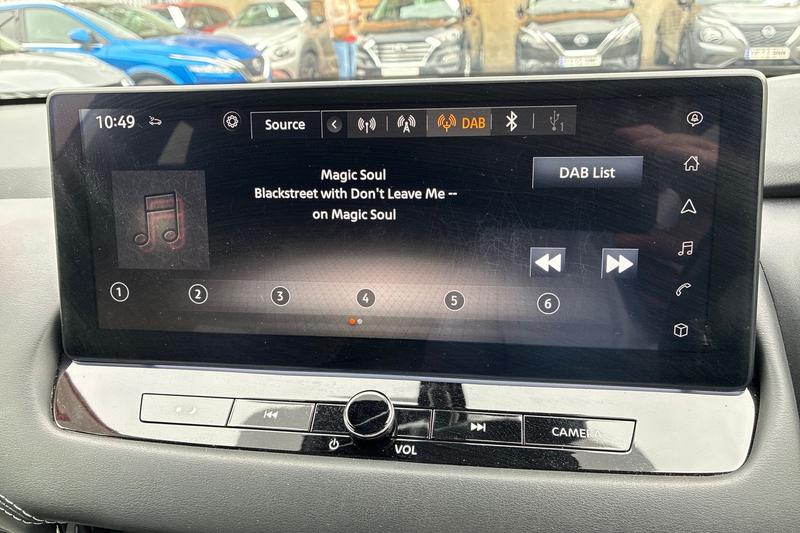 10:49
Source
DAB
1
Magic Soul
Blackstreet with Don't Leave Me --
on Magic Soul
DAB List
1 2 3 4 5 6
CAMERA
VOL